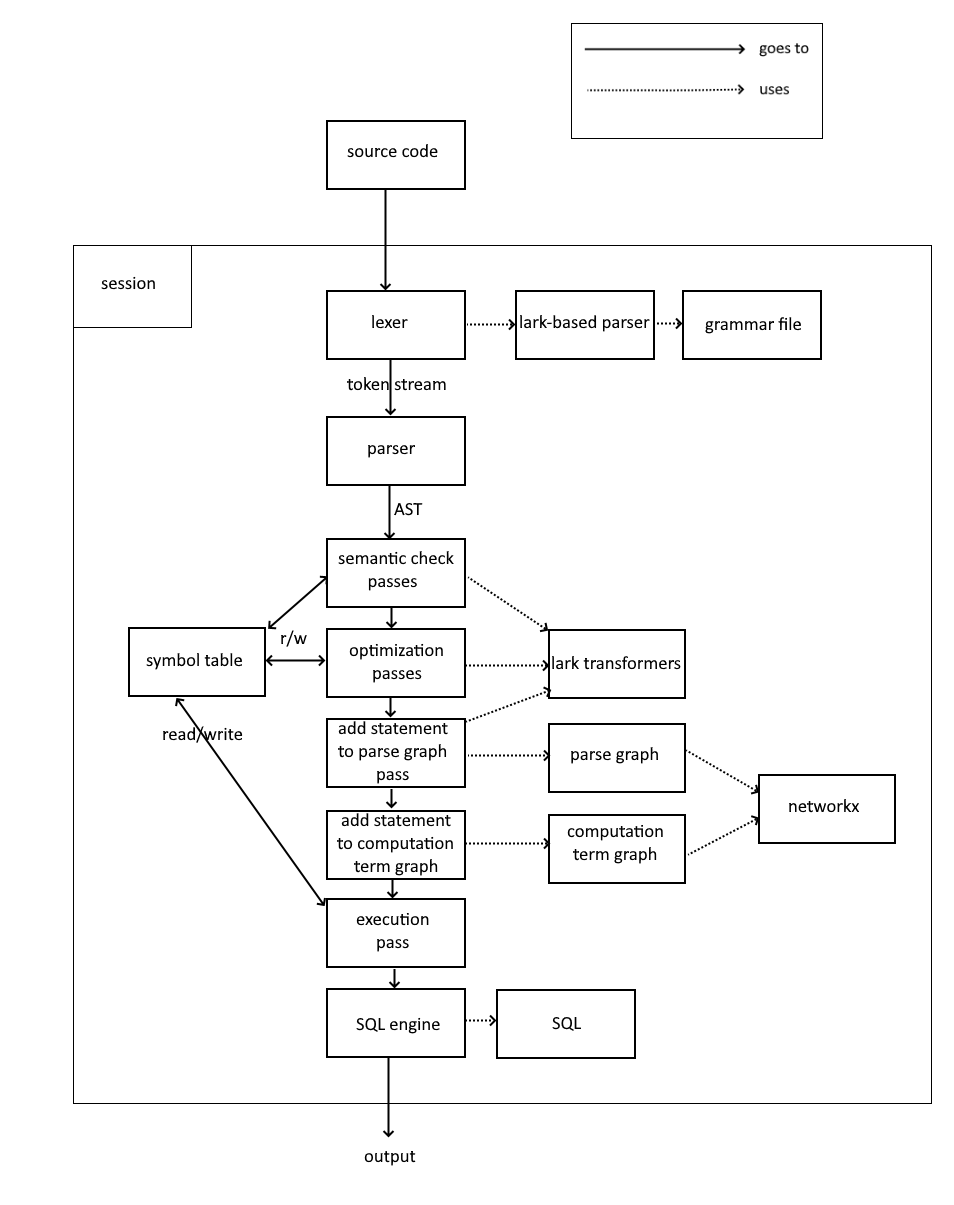 goes to
uses
source code
session
lexer
lark-based parser
grammar file
token stream
parser
AST
semantic check
passes
r/w
symbol table
optimization
passes
lark transformers
read/write
add statement
to parse graph
pass
parse graph
networkx
add statement
to computation
term graph
computation
term graph
execution
pass
SQL engine
SQL
output